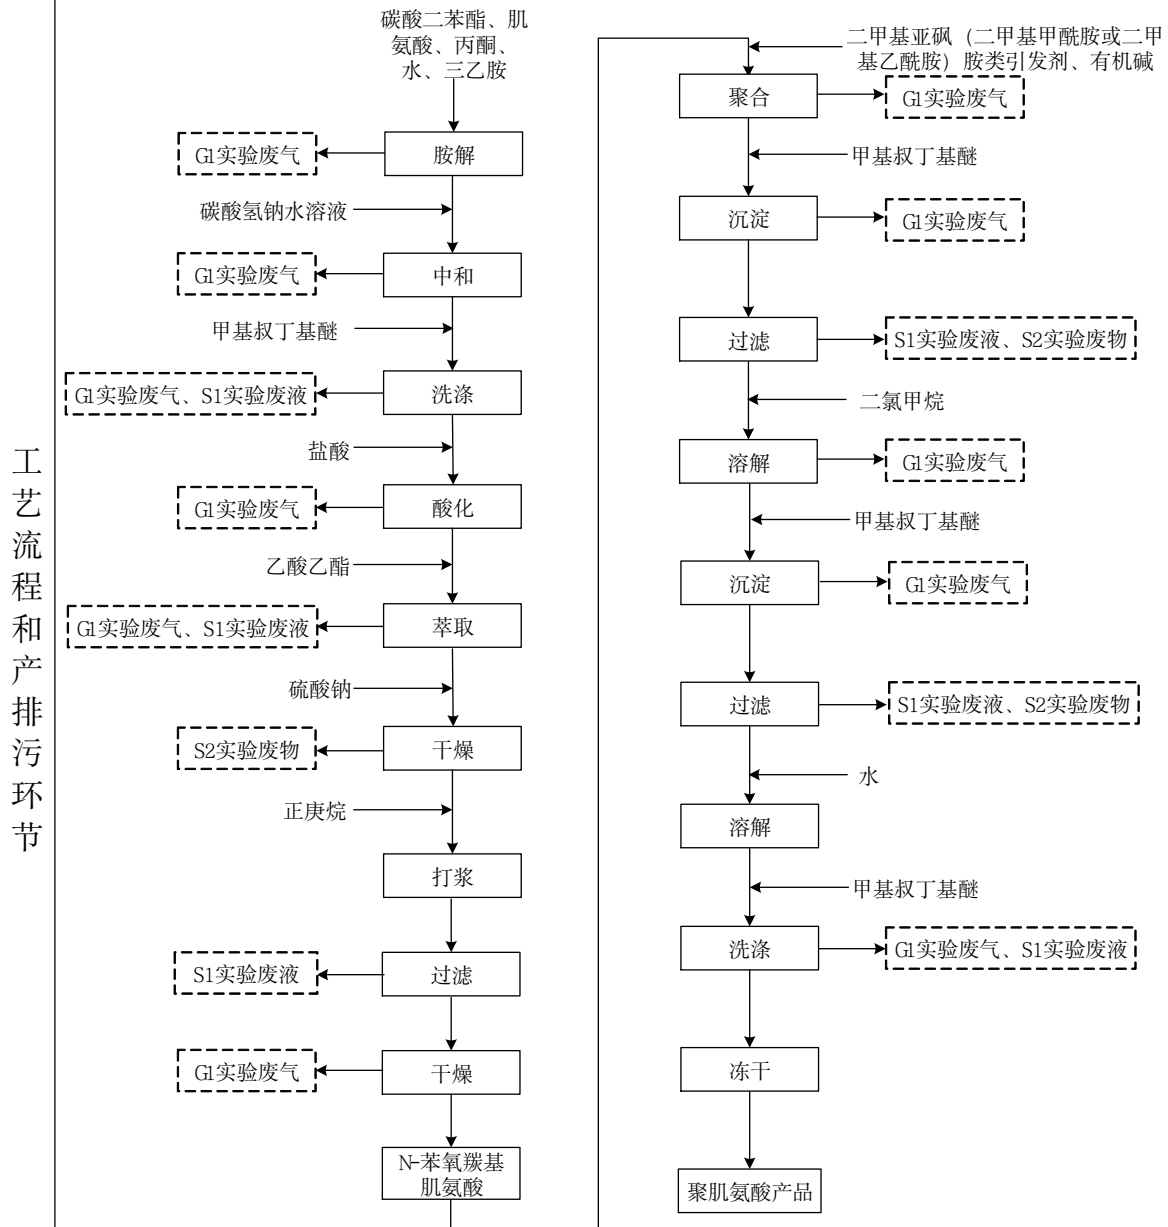 工艺流程和产排污环节
碳酸二苯酯、肌
氨酸、丙酮、
水、三乙胺
G1实验废气
胺解
碳酸氢钠水溶液
G1实验废气
中和
甲基叔丁基醚
G1实验废气、S1实验废液
洗涤
盐酸
G1实验废气
酸化
乙酸乙酯
G1实验废气、S1实验废液
萃取
硫酸钠
S2实验废物
干燥
正庚烷
打浆
S1实验废液
过滤
G1实验废气
干燥
N-苯氧羰基
肌氨酸
二甲基亚砜（二甲基甲酰胺或二甲
基乙酰胺）胺类引发剂、有机碱
聚合
G1实验废气
甲基叔丁基醚
沉淀
G1实验废气
过滤
S1实验废液、S2实验废物
二氯甲烷
溶解
G1实验废气
甲基叔丁基醚
沉淀
G1实验废气
过滤
S1实验废液、S2实验废物
水
溶解
甲基叔丁基醚
洗涤
G1实验废气、S1实验废液
冻干
聚肌氨酸产品